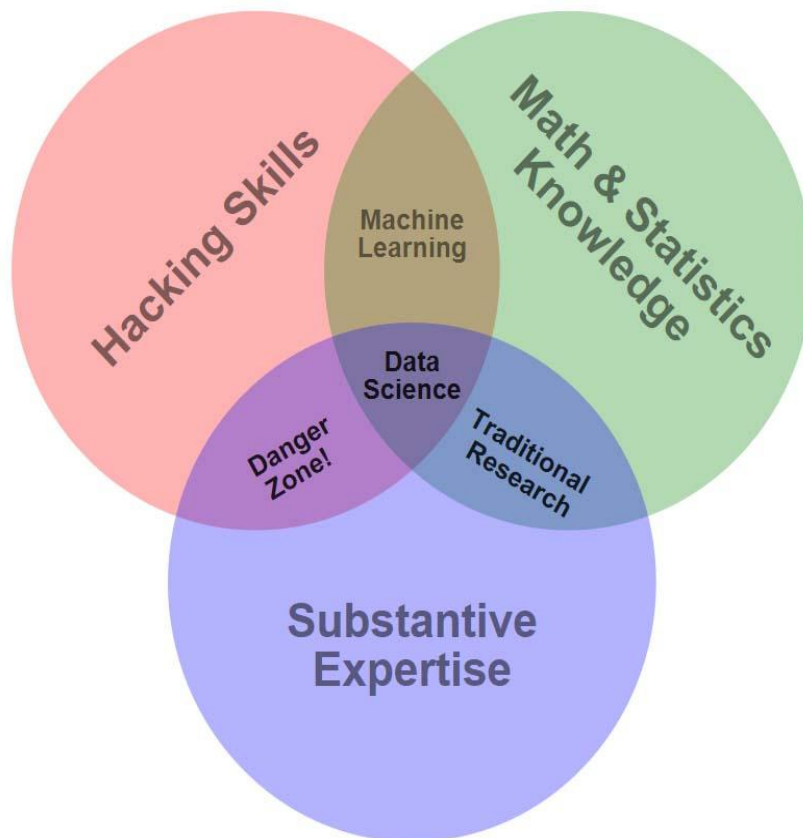 Hacking Skills
Math & Statistics
Knowledge
Machine
Learning
Data
Science
Danger
Zone!
Traditional
Research
Substantive
Expertise